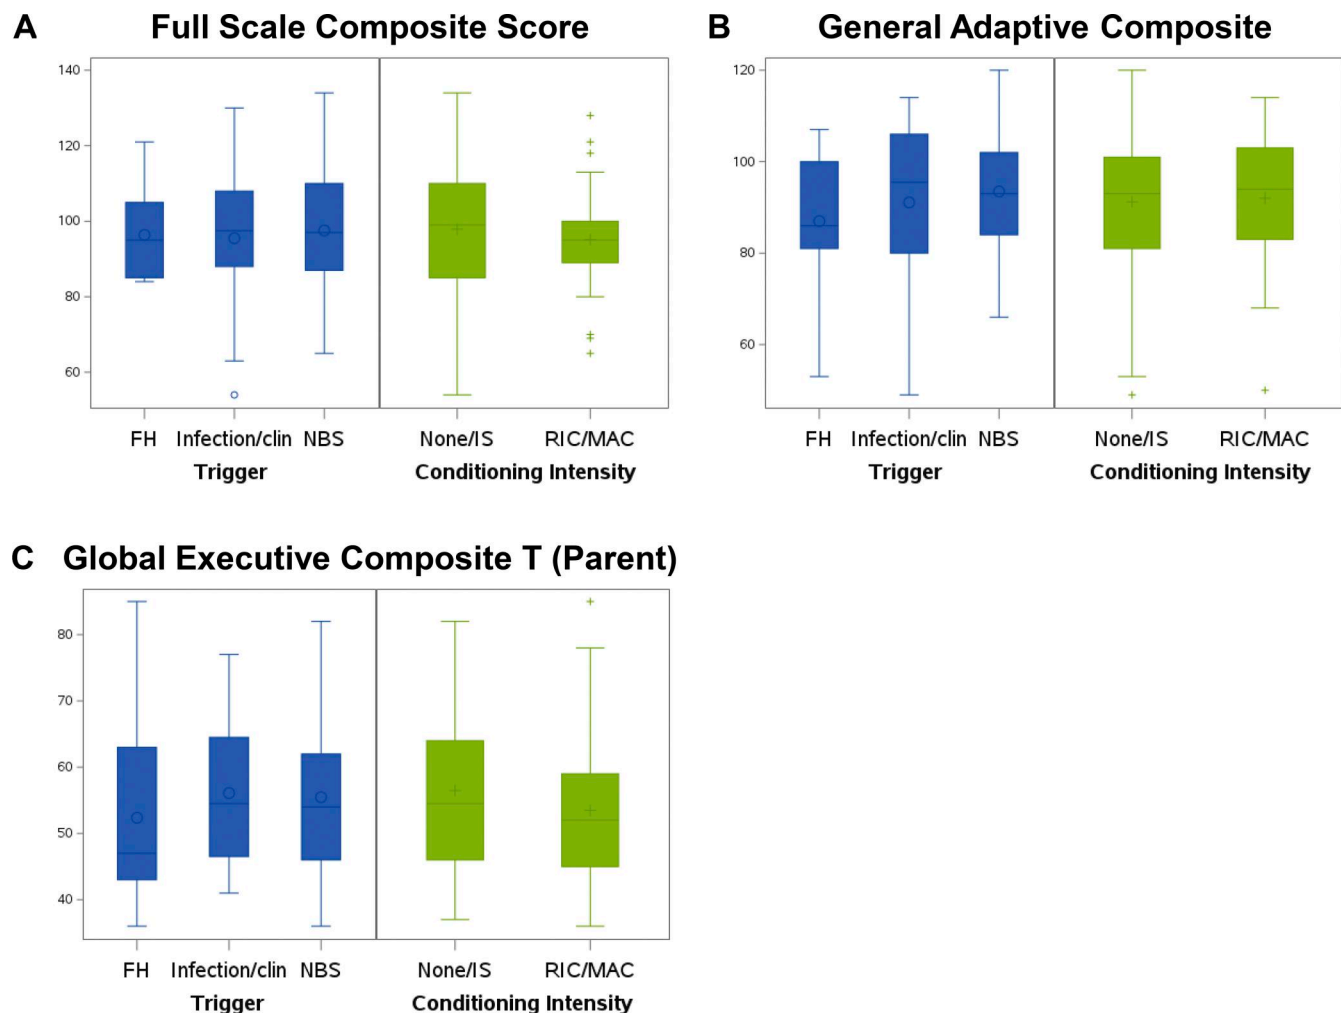 A Full Scale Composite Score
140
120
100
80
60
FH Infection/clin NBS None/IS RIC/MAC
Trigger Conditioning Intensity
B General Adaptive Composite
120
100
80
60
FH Infection/clin NBS None/IS RIC/MAC
Trigger Conditioning Intensity
C Global Executive Composite T (Parent)
80
70
60
50
40
FH Infection/clin NBS None/IS RIC/MAC
Trigger Conditioning Intensity